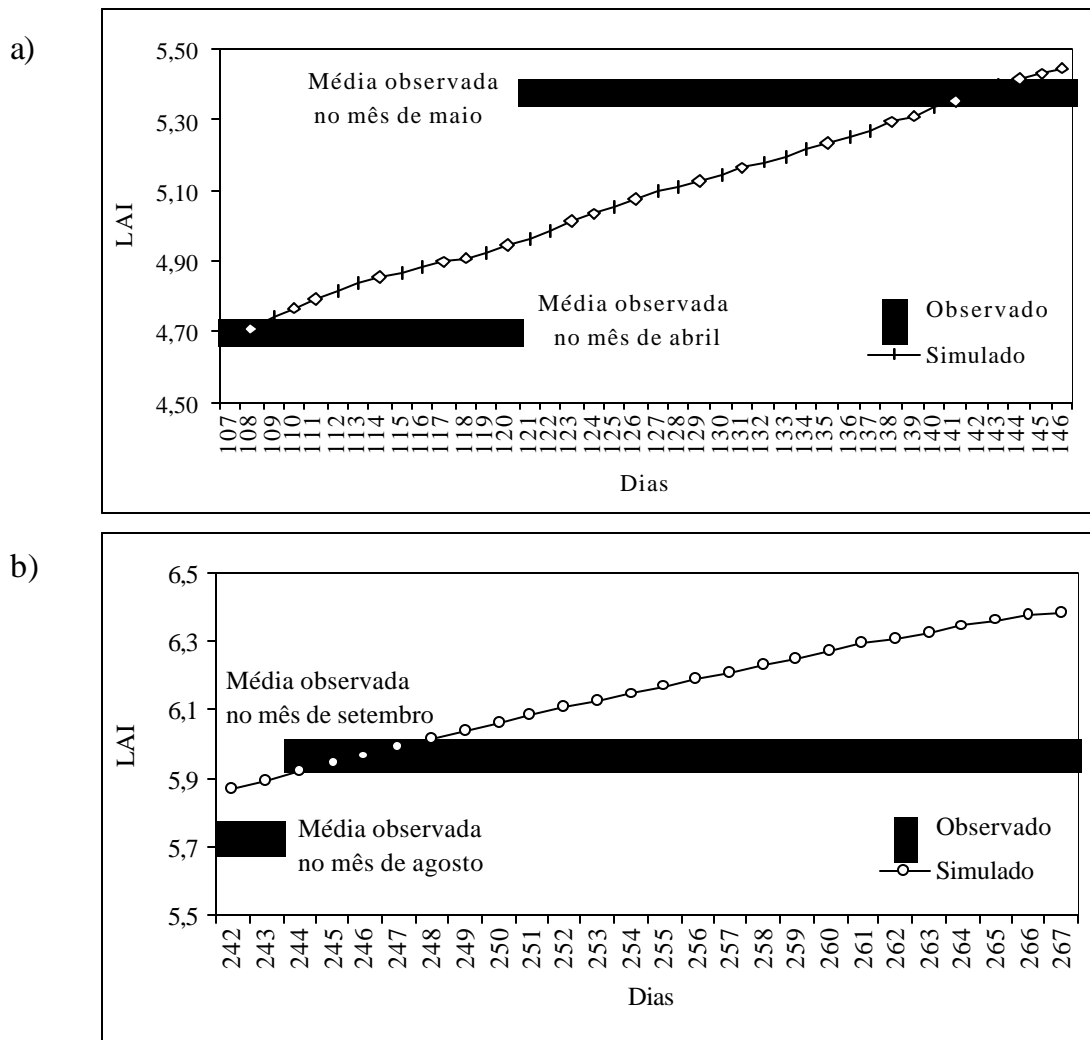 a)
5,50
5,30
5,10
4,90
4,70
4,50
LAI
Média observada
no mês de maio
Média observada
no mês de abril
Observado
Simulado
107 108 109 110 111 112 113 114 115 116 117 118 119 120 121 122 123 124 125 126 127 128 129 130 131 132 133 134 135 136 137 138 139 140 141 142 143 144 145 146
Dias
b)
6,5
6,3
6,1
5,9
5,7
5,5
LAI
Média observada
no mês de setembro
Média observada
no mês de agosto
Observado
Simulado
242 243 244 245 246 247 248 249 250 251 252 253 254 255 256 257 258 259 260 261 262 263 264 265 266 267
Dias